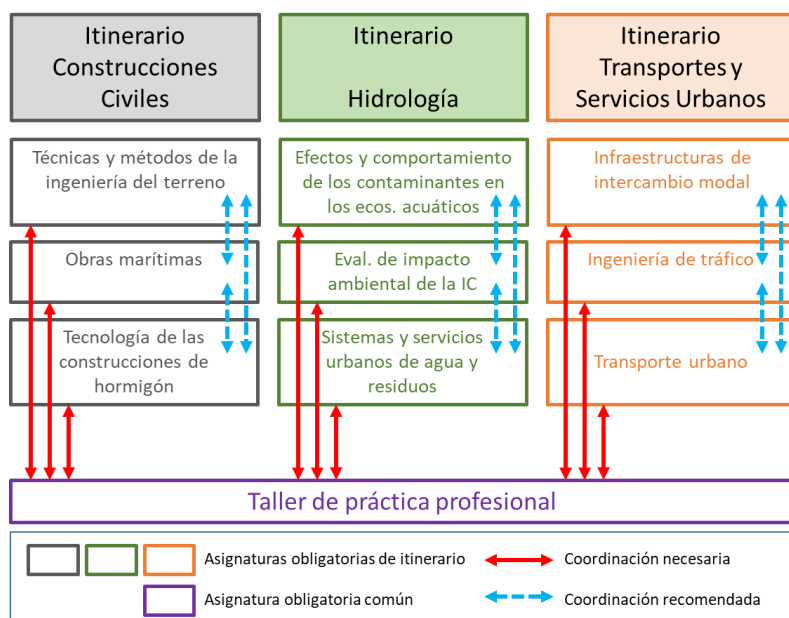 Itinerario
Construcciones
Civiles
Itinerario
Hidrología
Itinerario
Transportes y
Servicios Urbanos
Técnicas y métodos de la
ingeniería del terreno
Efectos y comportamiento
de los contaminantes en
los ecos. acuáticos
Infraestructuras de
intercambio modal
Obras marítimas
Eval. de impacto
ambiental de la IC
Ingeniería de tráfico
Tecnología de las
construcciones de
hormigón
Sistemas y servicios
urbanos de agua y
residuos
Transporte urbano
Taller de práctica profesional
Asignaturas obligatorias de itinerario
Coordinación necesaria
Asignatura obligatoria común
Coordinación recomendada